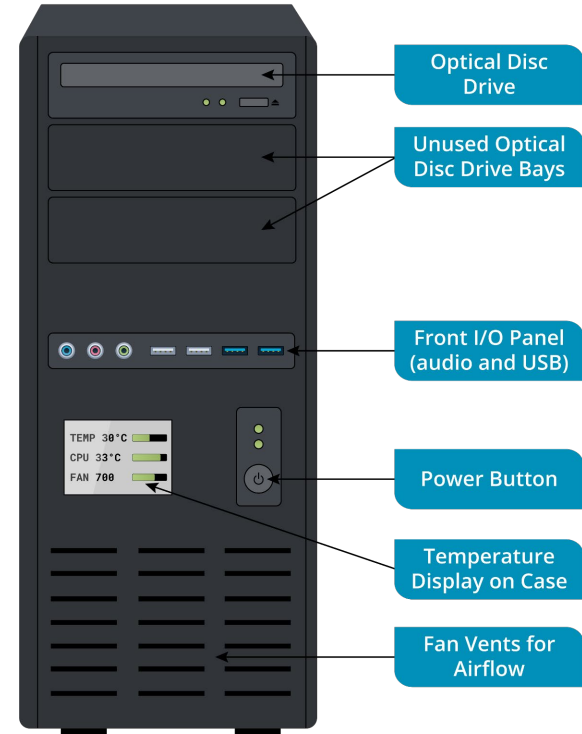 Optical Disc
Drive
Unused Optical
Disc Drive Bays
Front I/O Panel
(audio and USB)
TEMP 30°C
CPU 33°C
FAN 700
Power Button
Temperature
Display on Case
Fan Vents for
Airflow